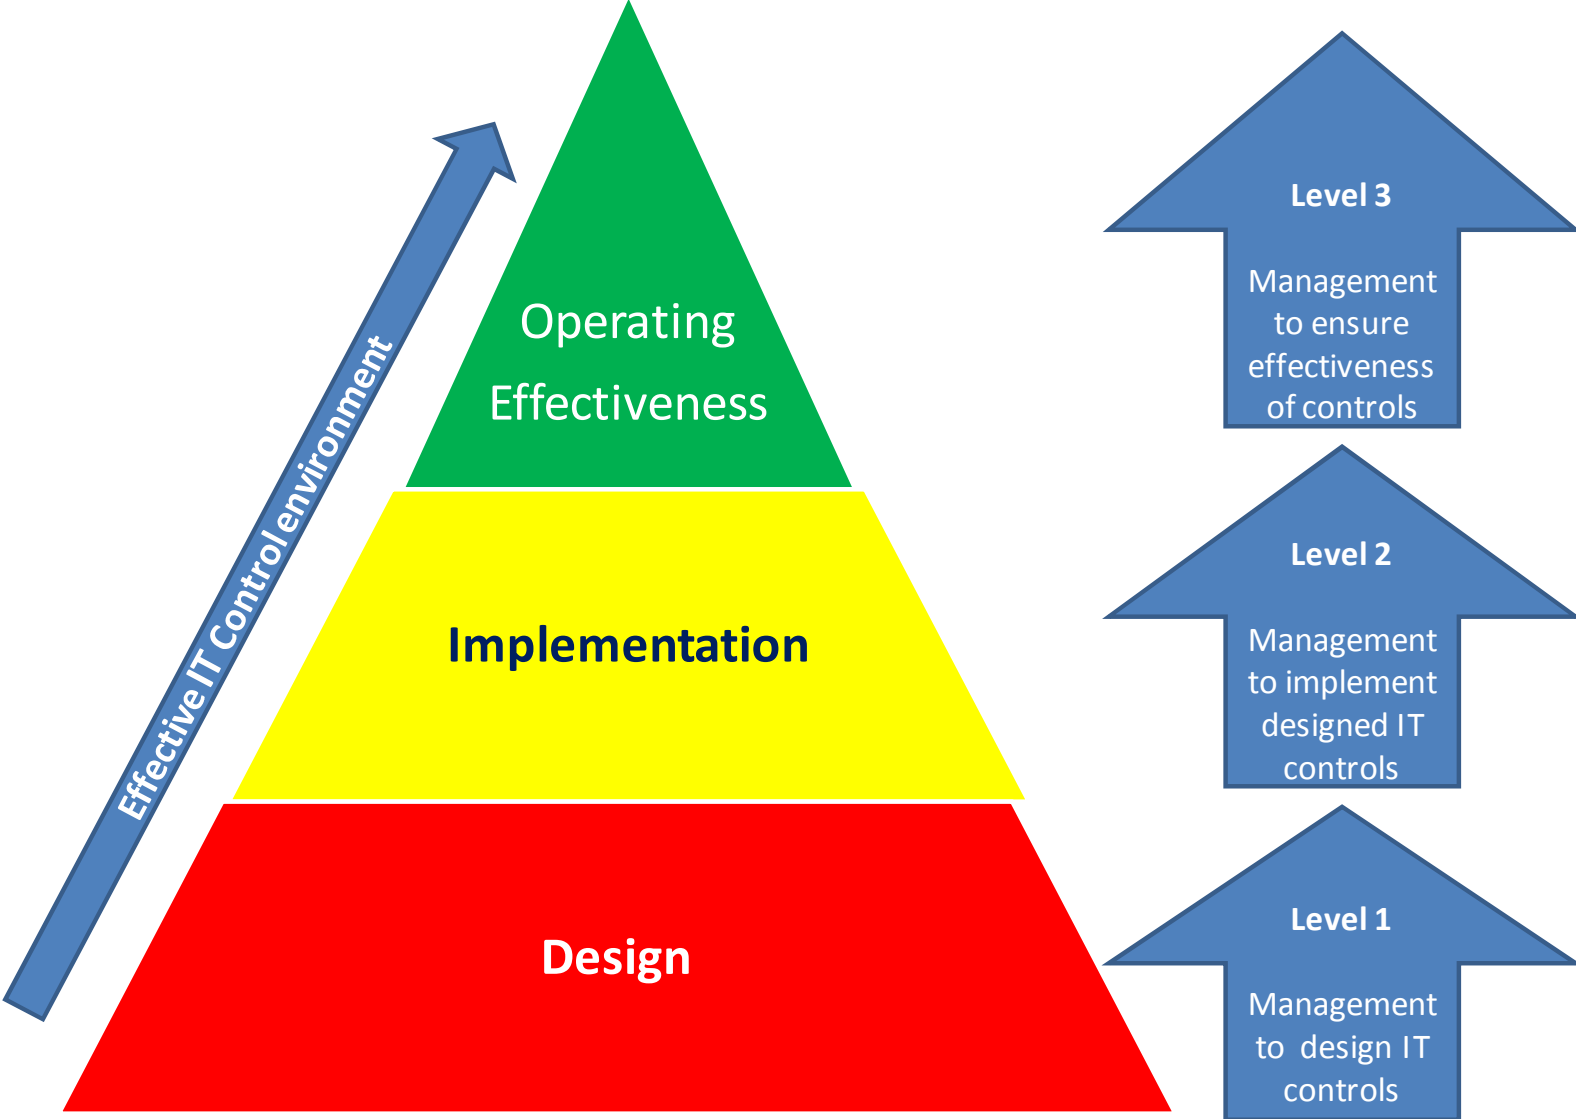 Effective IT Control environment
Operating
Effectiveness
Implementation
Design
Level 3
Management
to ensure
effectiveness
of controls
Level 2
Management
to implement
designed IT
controls
Level 1
Management
to design IT
controls